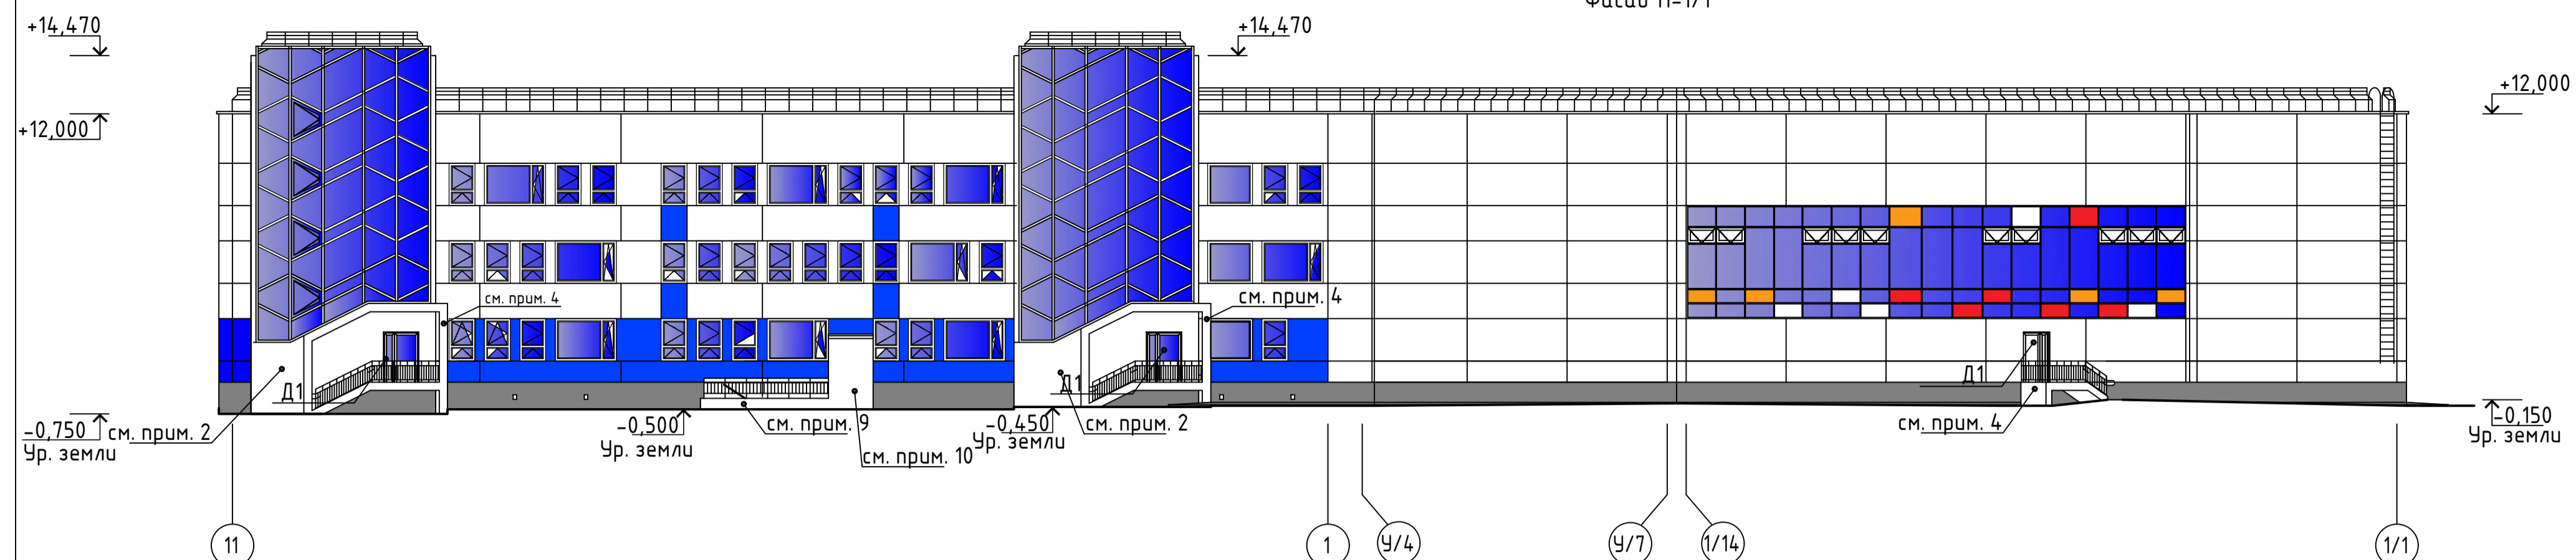 Фасад 11-1/1
+14,470
+14,470
+12,000
+12,000
см. прим. 4
см. прим. 4
Д1
Д1
Д1
-0,750
Ур. земли
см. прим. 2
-0,500
Ур. земли
см. прим. 9
см. прим. 10
-0,450
Ур. земли
см. прим. 2
см. прим. 4
-0,150
Ур. земли
11
1
У/4
У/7
1/14
1/1